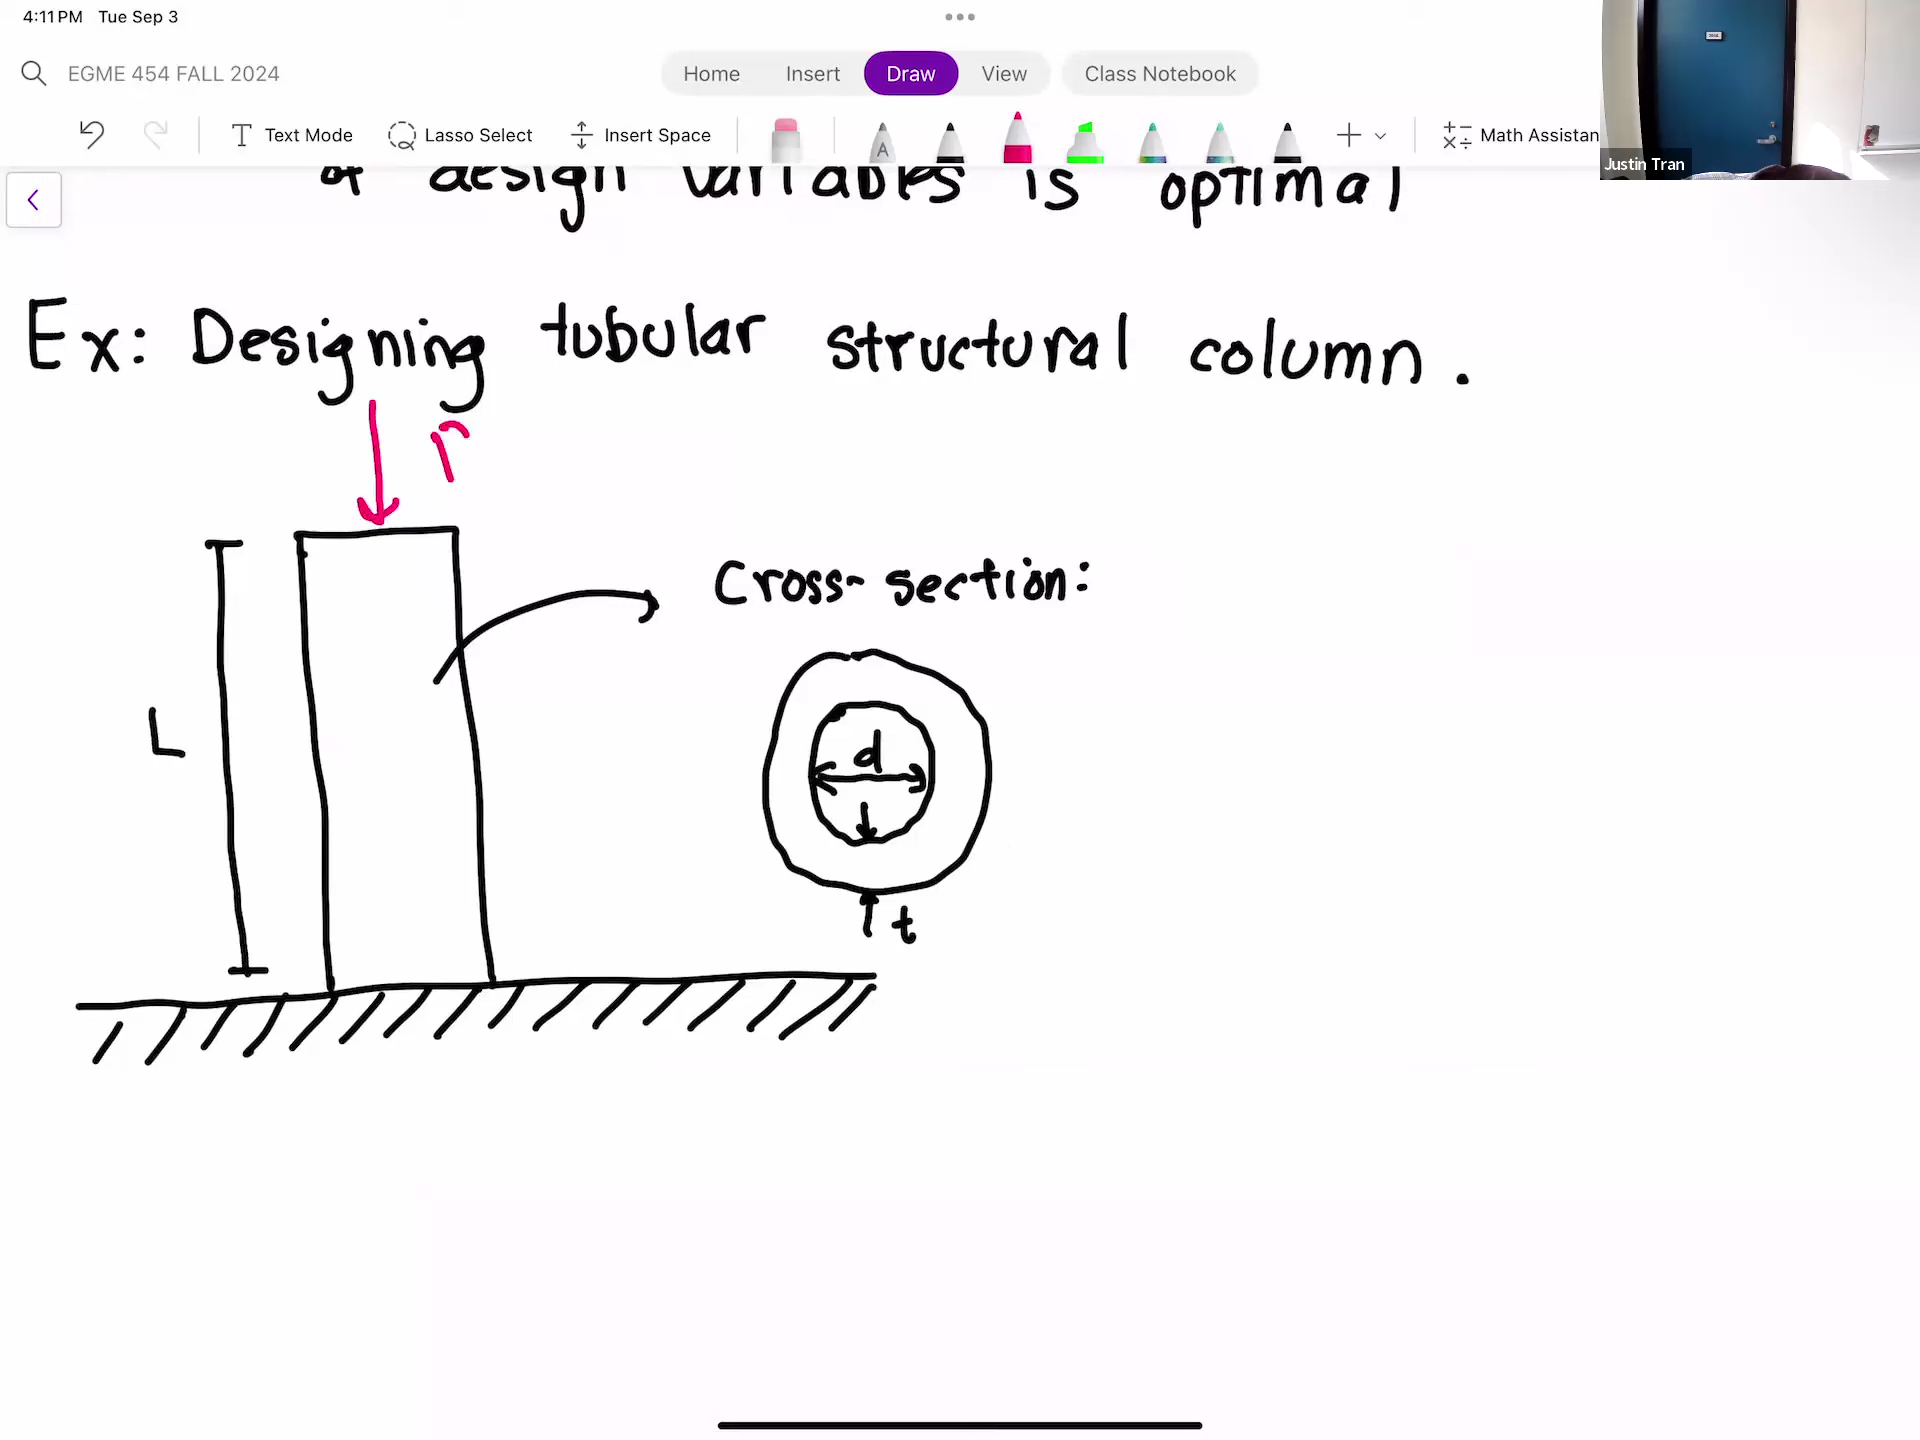 4:11 PM Tue Sep 3
EGME 454 FALL 2024
Home Insert Draw View Class Notebook
Text Mode Lasso Select Insert Space A Math Assistan
Justin Tran
of design variables is optimal
Ex: Designing tubular structural column.
Cross-section:
L
d
t